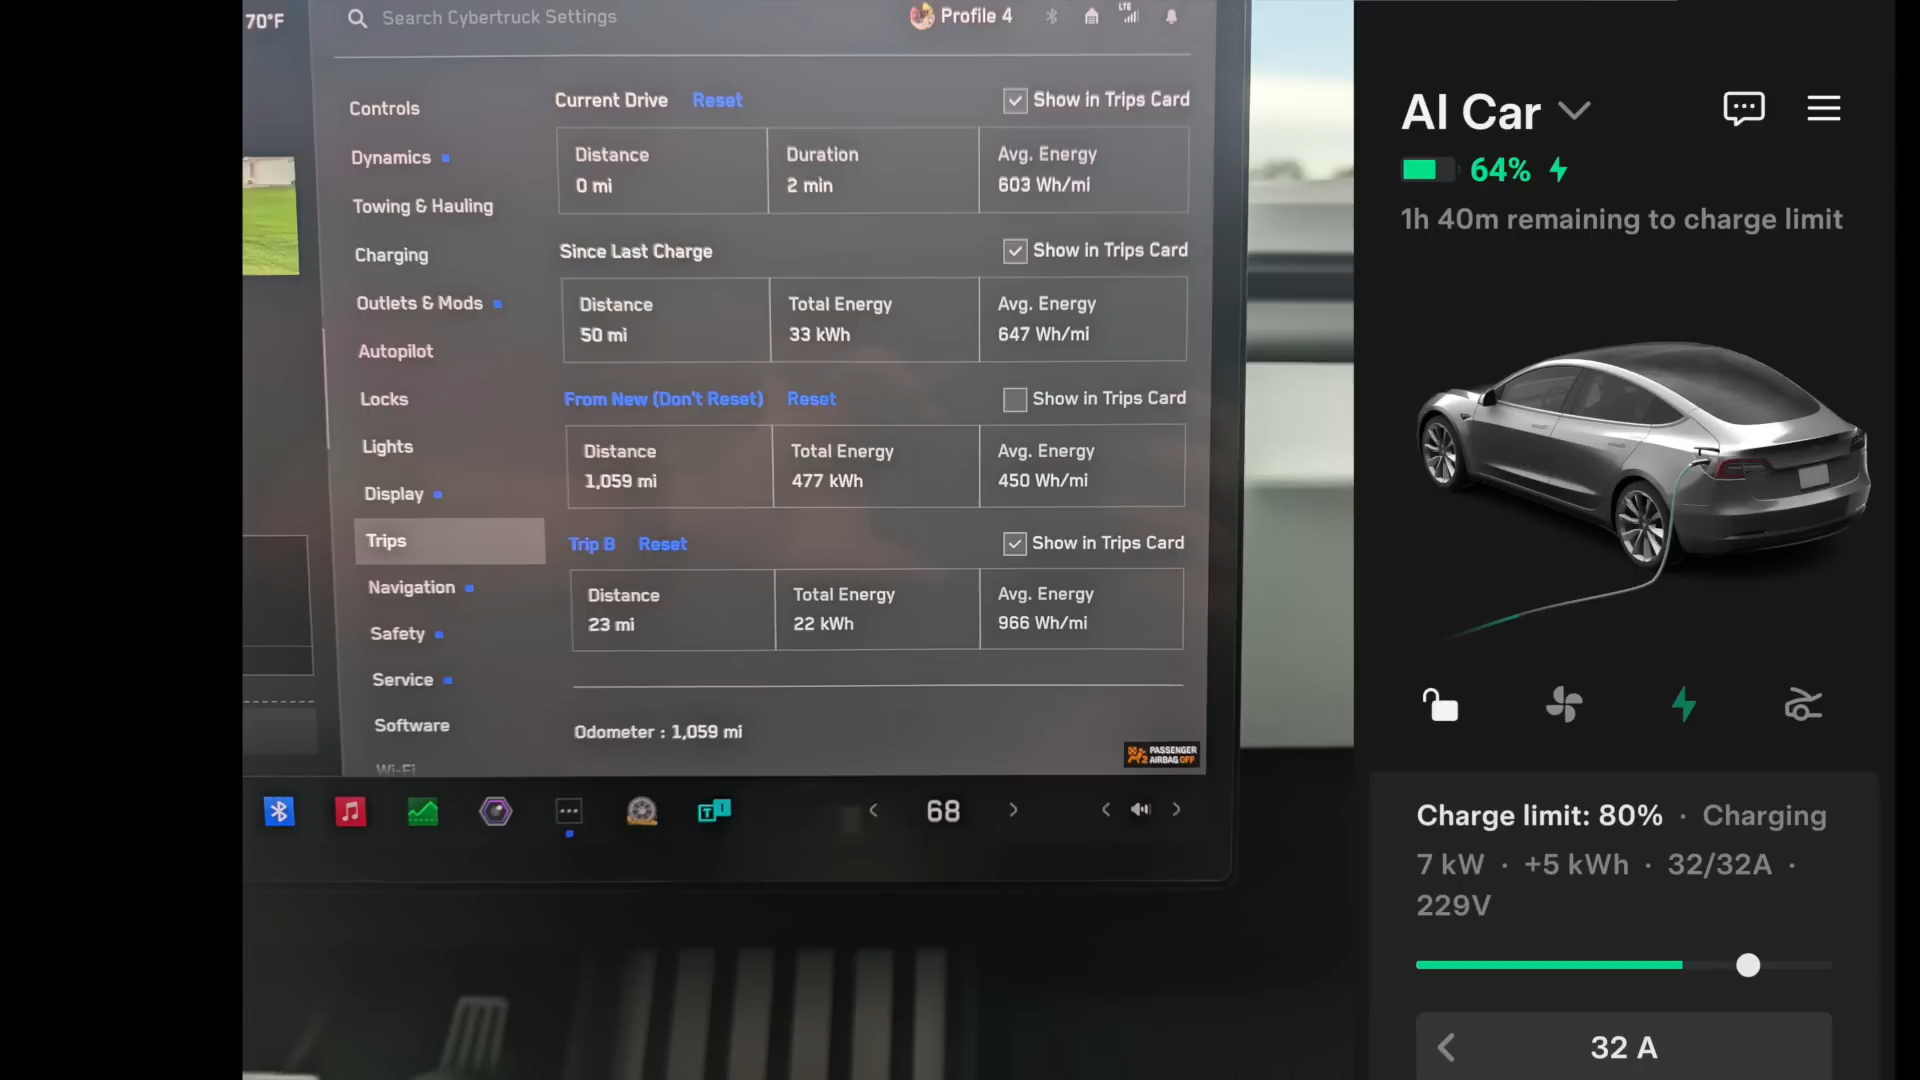 70°F
Search Cybertruck Settings
Profile 4
LTE
Controls
Dynamics
Towing & Hauling
Charging
Outlets & Mods
Autopilot
Locks
Lights
Display
Trips
Navigation
Safety
Service
Software
Wi-Fi
Current Drive Reset
Show in Trips Card
Distance
0 mi
Duration
2 min
Avg. Energy
603 Wh/mi
Since Last Charge
Show in Trips Card
Distance
50 mi
Total Energy
33 kWh
Avg. Energy
647 Wh/mi
From New (Don't Reset) Reset
Show in Trips Card
Distance
1,059 mi
Total Energy
477 kWh
Avg. Energy
450 Wh/mi
Trip B Reset
Show in Trips Card
Distance
23 mi
Total Energy
22 kWh
Avg. Energy
966 Wh/mi
Odometer : 1,059 mi
PASSENGER
AIRBAG OFF
68
AI Car
64%
1h 40m remaining to charge limit
Charge limit: 80% · Charging
7 kW · +5 kWh · 32/32A ·
229V
32 A